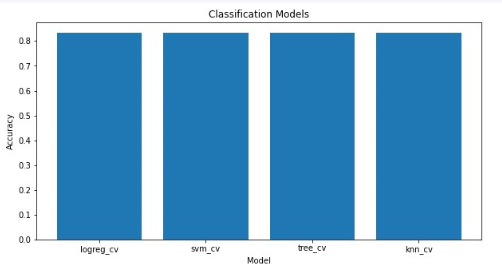 Classification Models
Accuracy
0.8
0.7
0.6
0.5
0.4
0.3
0.2
0.1
0.0
logreg_cv svm_cv tree_cv knn_cv
Model